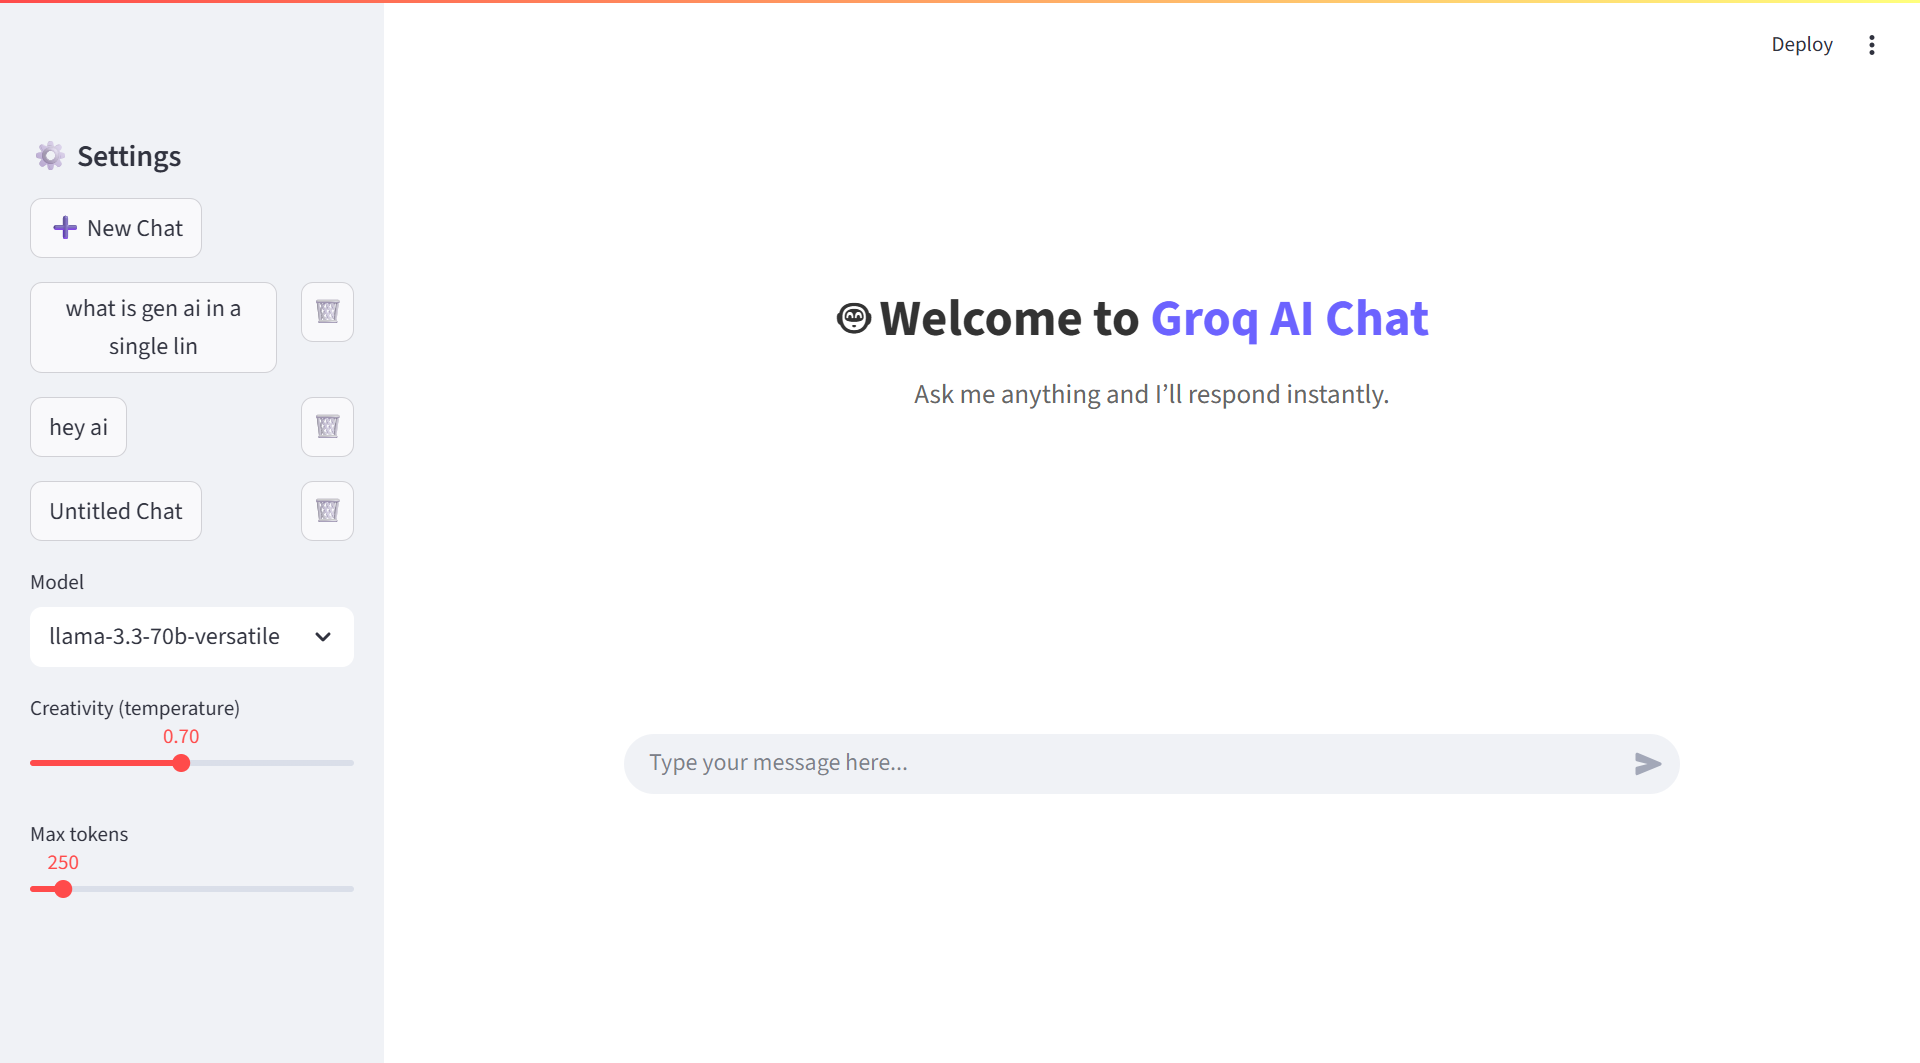 Deploy
Settings
New Chat
what is gen ai in a
single lin
hey ai
Untitled Chat
Model
llama-3.3-70b-versatile
Creativity (temperature)
0.70
Max tokens
250
Welcome to Groq AI Chat
Ask me anything and I’ll respond instantly.
Type your message here...